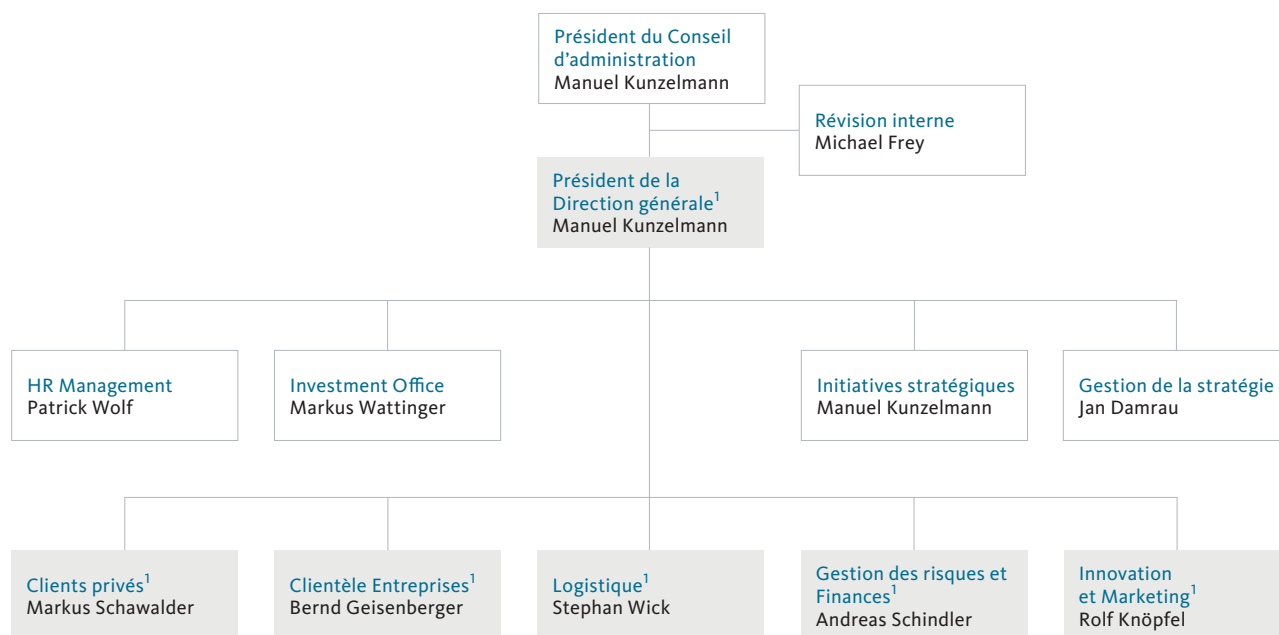 Président du Conseil
d'administration
Manuel Kunzelmann
Révision interne
Michael Frey
Président de la
Direction générale¹
Manuel Kunzelmann
HR Management
Patrick Wolf
Investment Office
Markus Wattinger
Initiatives stratégiques
Manuel Kunzelmann
Gestion de la stratégie
Jan Damrau
Clients privés¹
Markus Schawalder
Clientèle Entreprises¹
Bernd Geisenberger
Logistique¹
Stephan Wick
Gestion des risques et
Finances¹
Andreas Schindler
Innovation
et Marketing¹
Rolf Knöpfel